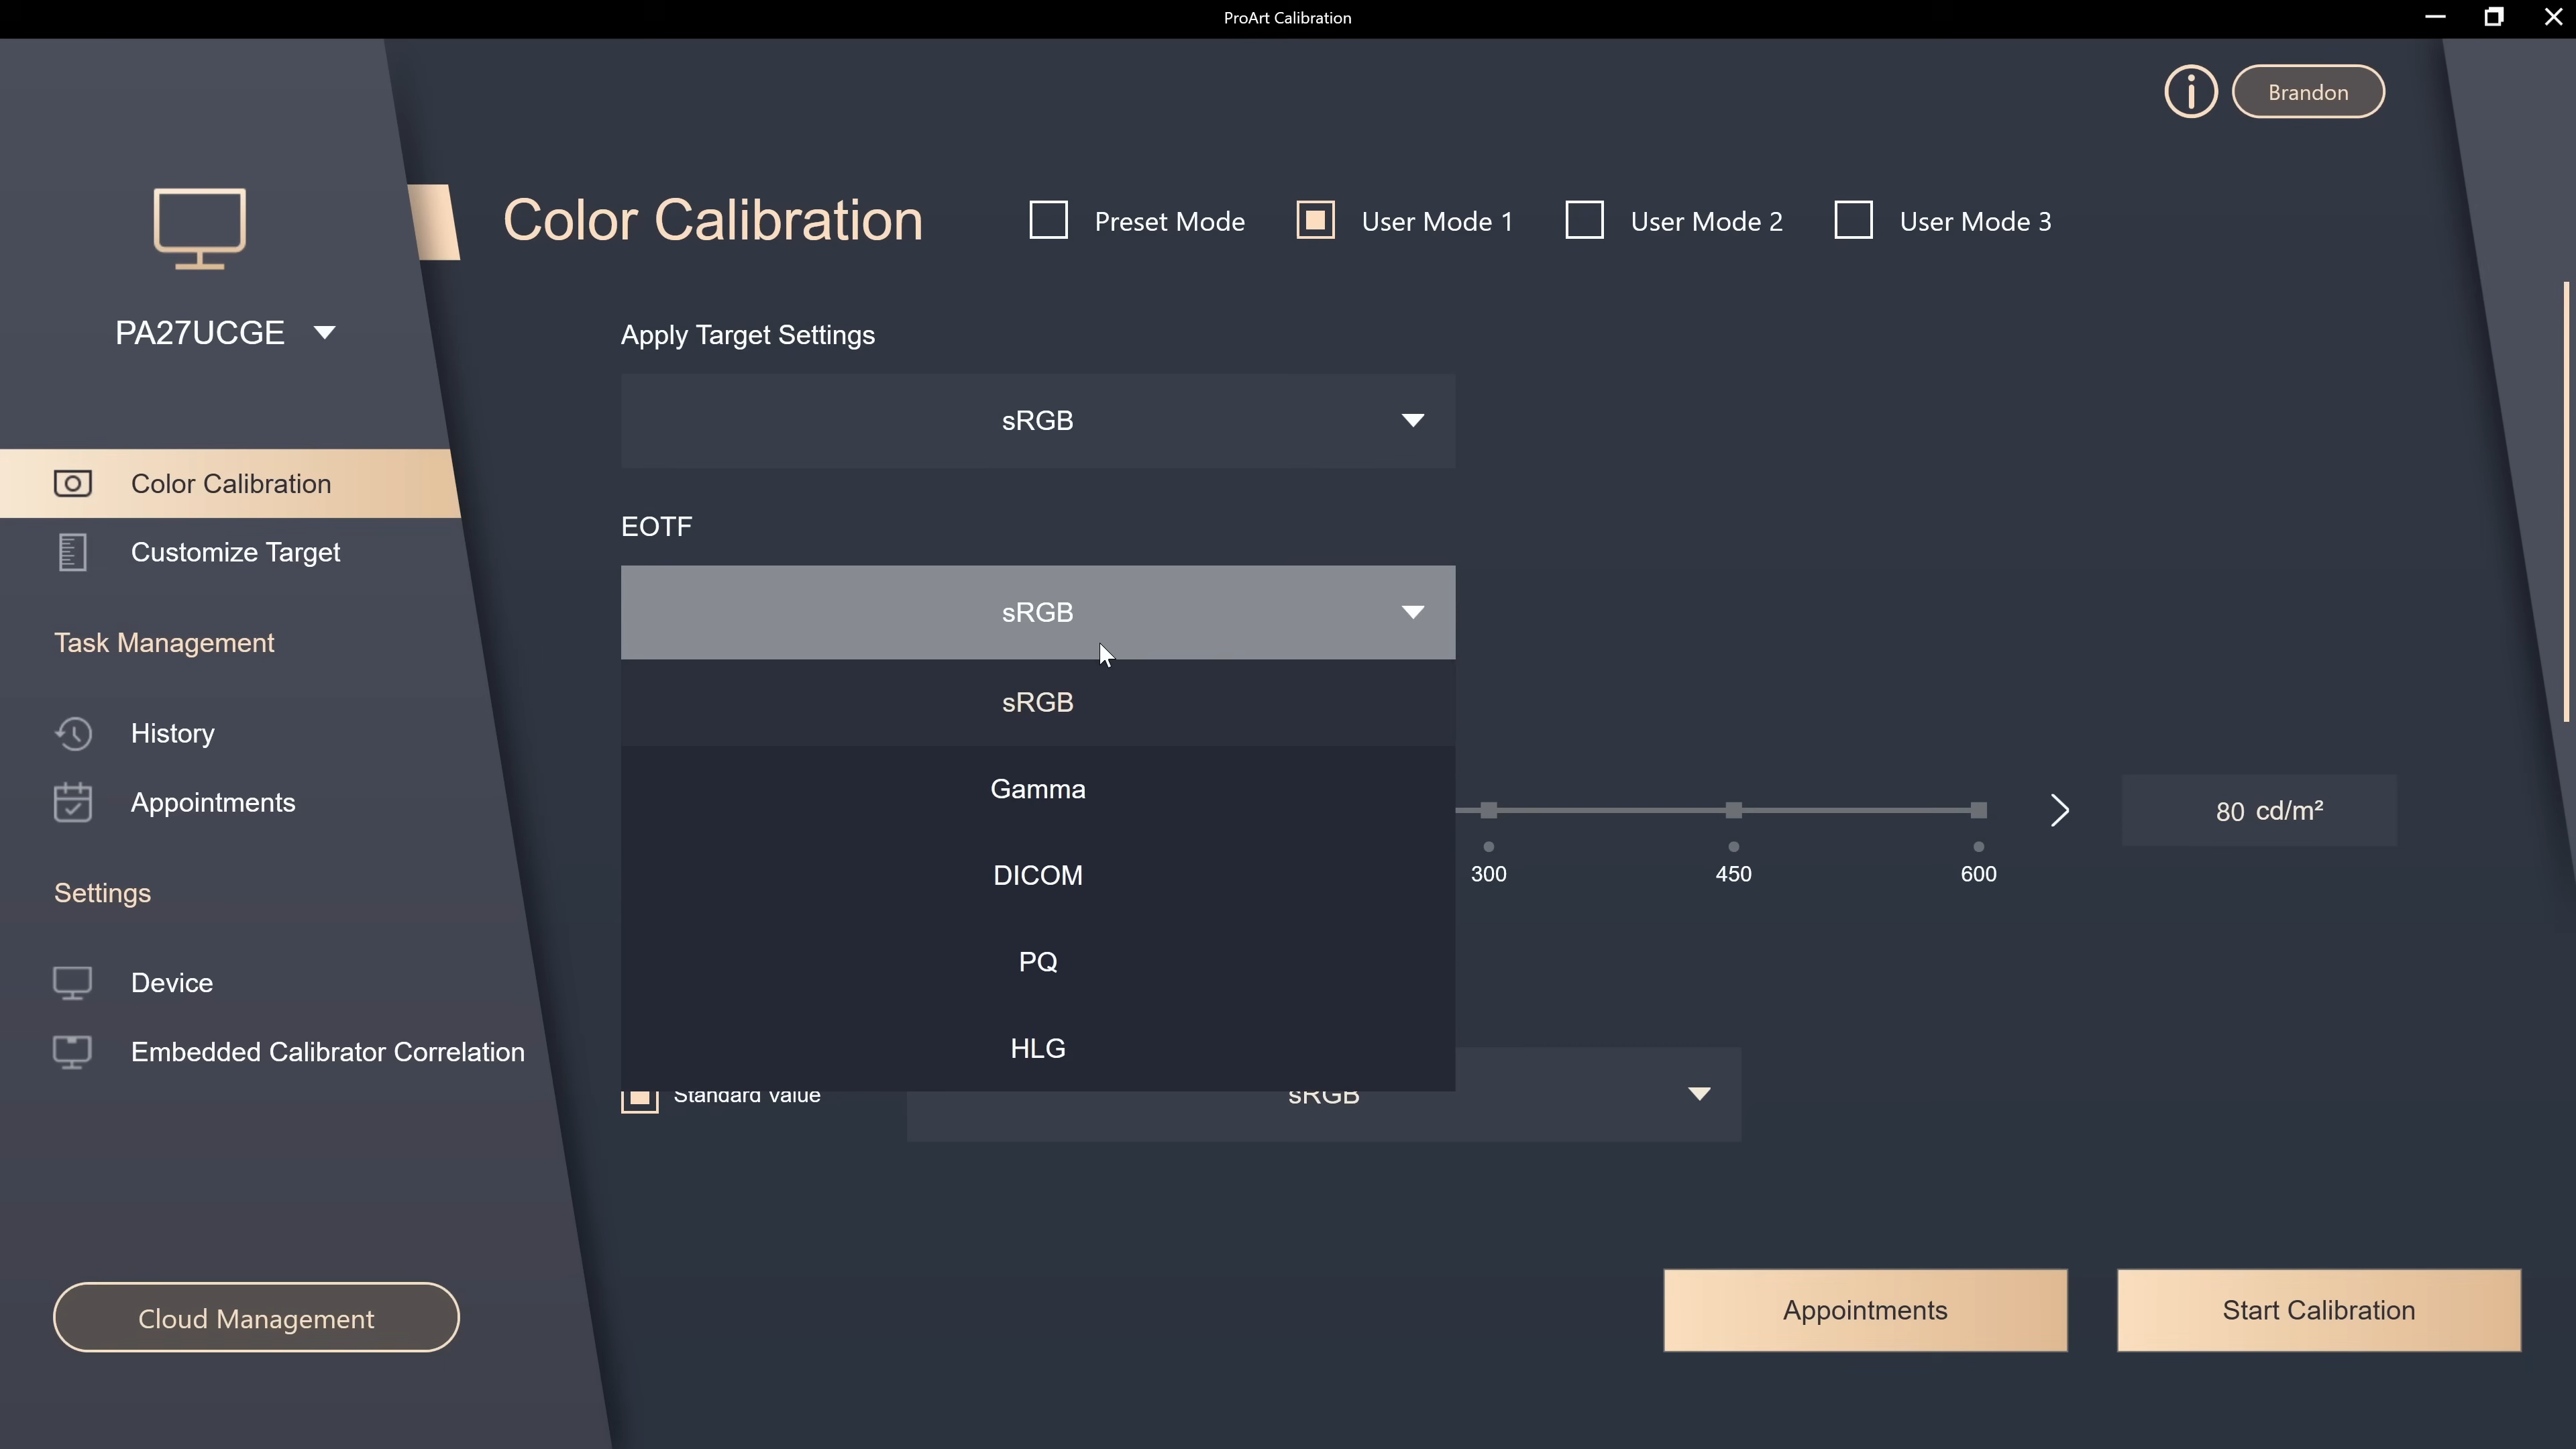 ProArt Calibration
Brandon
Color Calibration
Preset Mode
User Mode 1
User Mode 2
User Mode 3
PA27UCGE
Apply Target Settings
sRGB
Color Calibration
Customize Target
EOTF
sRGB
sRGB
Gamma
DICOM
PQ
HLG
Task Management
History
Appointments
300
450
600
80 cd/m²
Settings
Device
Embedded Calibrator Correlation
Standard Value
sRGB
Cloud Management
Appointments
Start Calibration